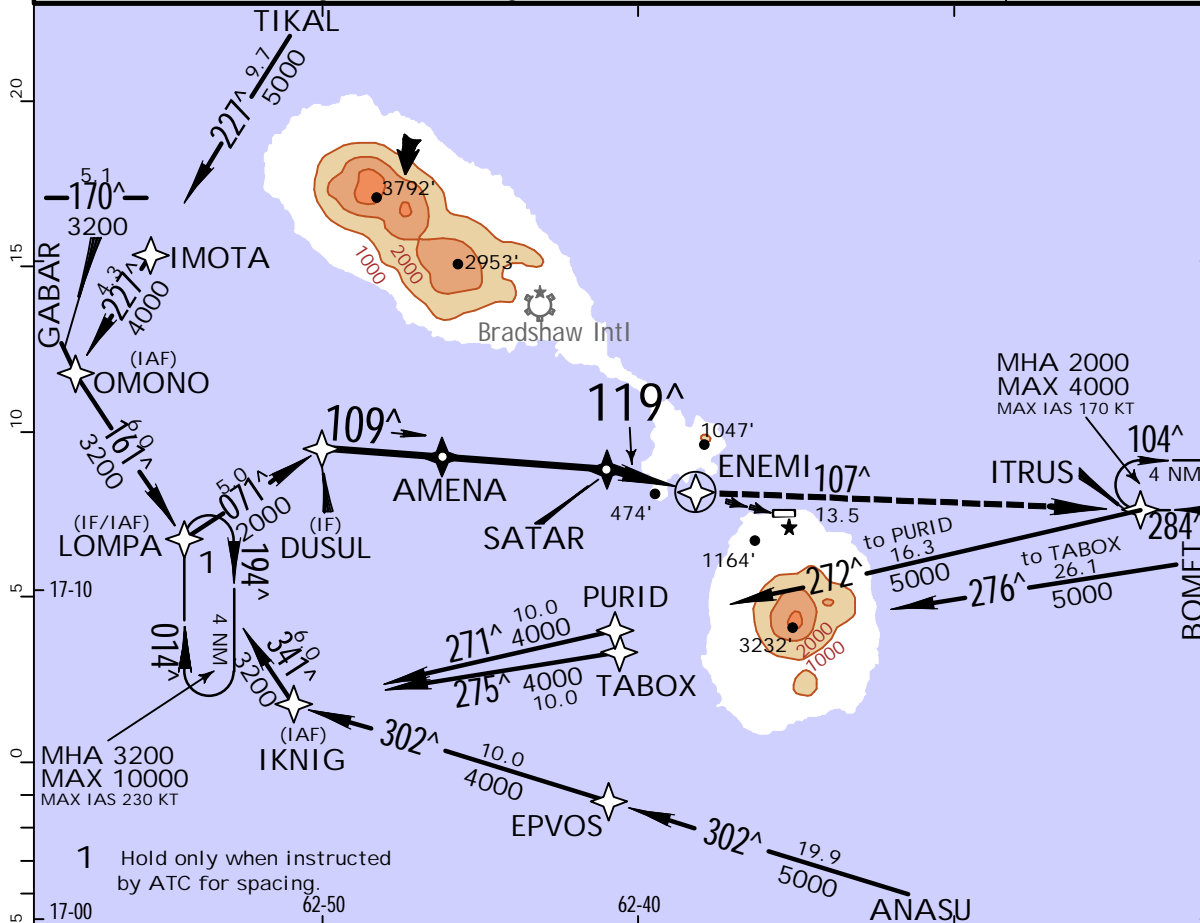 TIKAL
9.7
227^
5000
20
5.1
170^
3200
3792'
2953'
1000
2000
15
GABAR
IMOTA
4.3
227^
4000
Bradshaw Intl
(IAF)
OMONO
MHA 2000
MAX 4000
MAX IAS 170 KT
119^
109^
1047'
104^
4 NM
10
6.0
161^
3200
ENEMI
107^
ITRUS
AMENA
474'
SATAR
13.5
284^
5.0
071^
2000
(IF)
DUSUL
(IF/IAF)
LOMPA
1
1164'
to PURID
16.3
5000
272^
to TABOX
26.1
5000
276^
BOMET
194^
5
17-10
4 NM
014^
PURID
10.0
271^
4000
275^
4000
10.0
TABOX
3232'
2000
1000
6.0
341^
3200
(IAF)
IKNIG
0
MHA 3200
MAX 10000
MAX IAS 230 KT
302^
10.0
4000
EPVOS
302^
19.9
5000
ANASU
1 Hold only when instructed
by ATC for spacing.
5
17-00
62-50
62-40